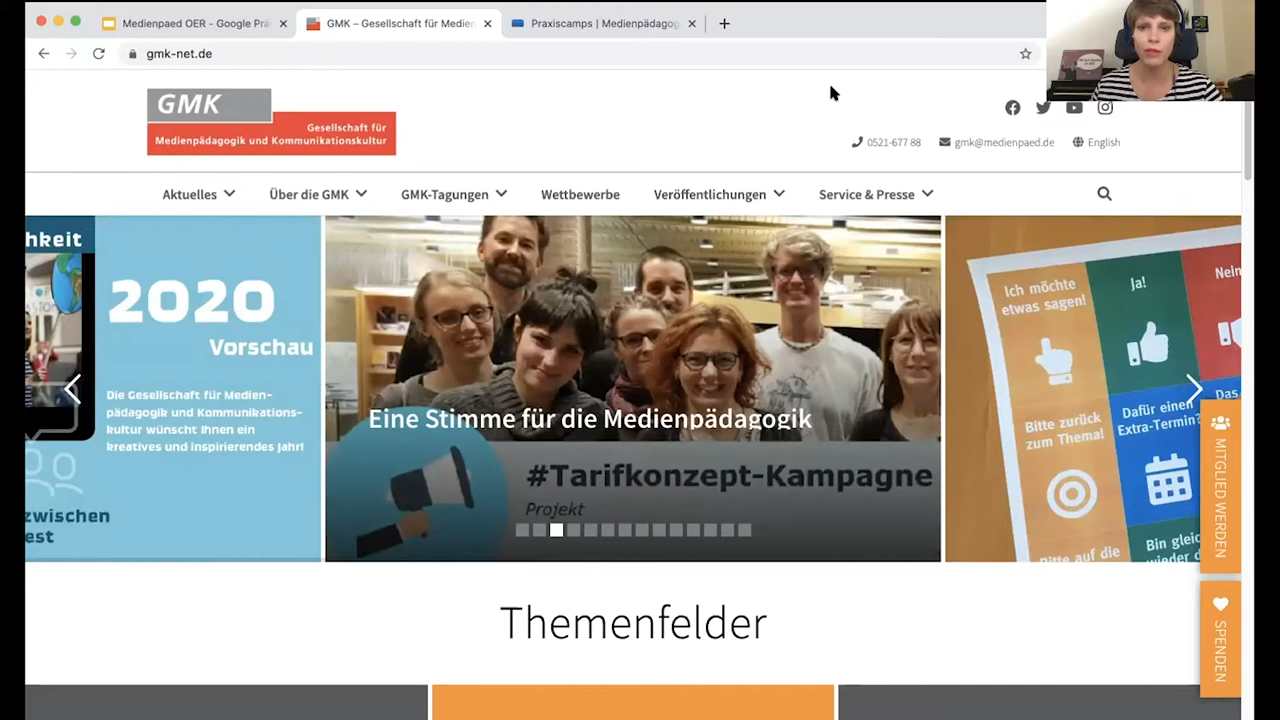 Medienpaed OER - Google Prä
GMK – Gesellschaft für Medien
Praxiscamps | Medienpädagog
gmk-net.de
GMK
Gesellschaft für
Medienpädagogik und Kommunikationskultur
0521-677 88
gmk@medienpaed.de
English
Aktuelles
Über die GMK
GMK-Tagungen
Wettbewerbe
Veröffentlichungen
Service & Presse
hkeit
2020
Vorschau
Die Gesellschaft für Medien-
pädagogik und Kommunikations-
kultur wünscht Ihnen ein
kreatives und inspirierendes Jahr!
zwischen
est
Eine Stimme für die Medienpädagogik
#Tarifkonzept-Kampagne
Projekt
Ich möchte
etwas sagen!
Ja!
Nein
Bitte zurück
zum Thema!
Dafür einen
Extra-Termin?
Das
Bitte auf die
Bin gleich
wieder d
MITGLIED WERDEN
SPENDEN
Themenfelder